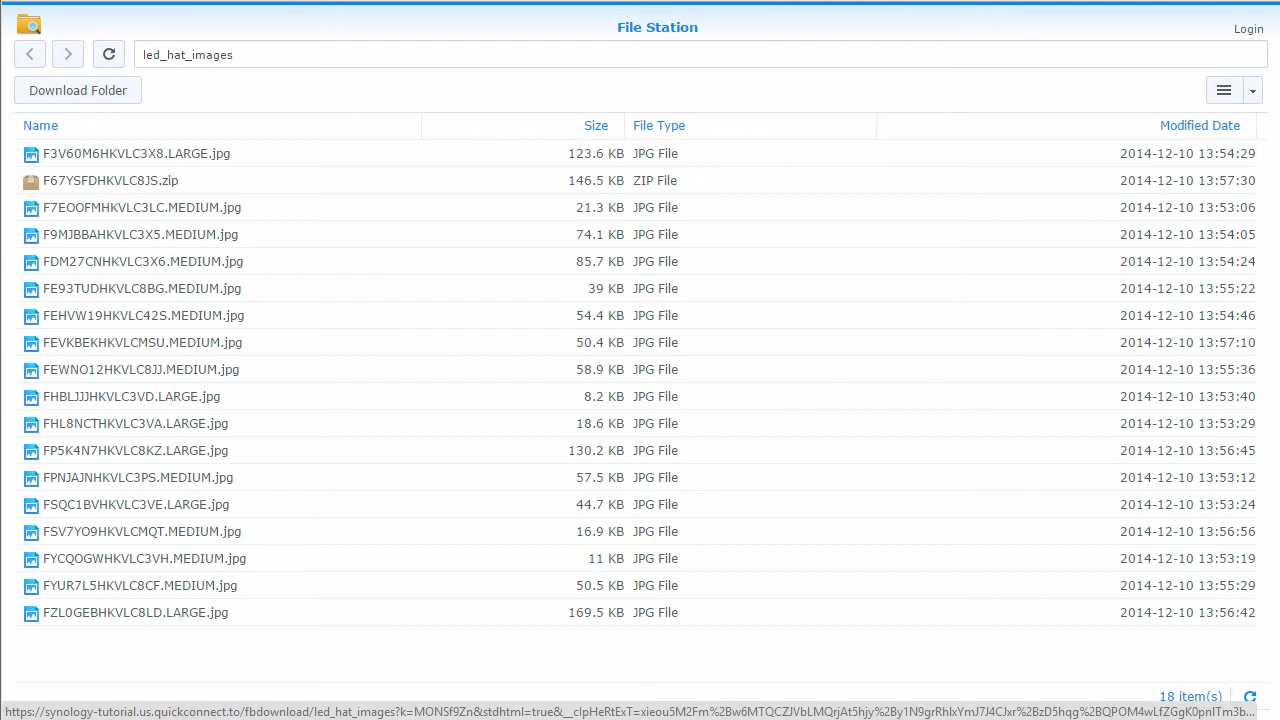 File Station
Login
led_hat_images
Download Folder
Name Size File Type Modified Date
F3V60M6HKVLC3X8.LARGE.jpg 123.6 KB JPG File 2014-12-10 13:54:29
F67YSFDHKVLC8JS.zip 146.5 KB ZIP File 2014-12-10 13:57:30
F7EOOFMHKVLC3LC.MEDIUM.jpg 21.3 KB JPG File 2014-12-10 13:53:06
F9MJBBAHKVLC3X5.MEDIUM.jpg 74.1 KB JPG File 2014-12-10 13:54:05
FDM27CNHKVLC3X6.MEDIUM.jpg 85.7 KB JPG File 2014-12-10 13:54:24
FE93TUDHKVLC8BG.MEDIUM.jpg 39 KB JPG File 2014-12-10 13:55:22
FEHVW19HKVLC42S.MEDIUM.jpg 54.4 KB JPG File 2014-12-10 13:54:46
FEVKBEKHKVLCMSU.MEDIUM.jpg 50.4 KB JPG File 2014-12-10 13:57:10
FEWNO12HKVLC8JJ.MEDIUM.jpg 58.9 KB JPG File 2014-12-10 13:55:36
FHBLJJJHKVLC3VD.LARGE.jpg 8.2 KB JPG File 2014-12-10 13:53:40
FHL8NCTHKVLC3VA.LARGE.jpg 18.6 KB JPG File 2014-12-10 13:53:29
FP5K4N7HKVLC8KZ.LARGE.jpg 130.2 KB JPG File 2014-12-10 13:56:45
FPNJAJNHKVLC3PS.MEDIUM.jpg 57.5 KB JPG File 2014-12-10 13:53:12
FSQC1BVHKVLC3VE.LARGE.jpg 44.7 KB JPG File 2014-12-10 13:53:24
FSV7YO9HKVLCMQT.MEDIUM.jpg 16.9 KB JPG File 2014-12-10 13:56:56
FYCQOGWHKVLC3VH.MEDIUM.jpg 11 KB JPG File 2014-12-10 13:53:19
FYUR7L5HKVLC8CF.MEDIUM.jpg 50.5 KB JPG File 2014-12-10 13:55:29
FZL0GEBHKVLC8LD.LARGE.jpg 169.5 KB JPG File 2014-12-10 13:56:42
18 item(s)